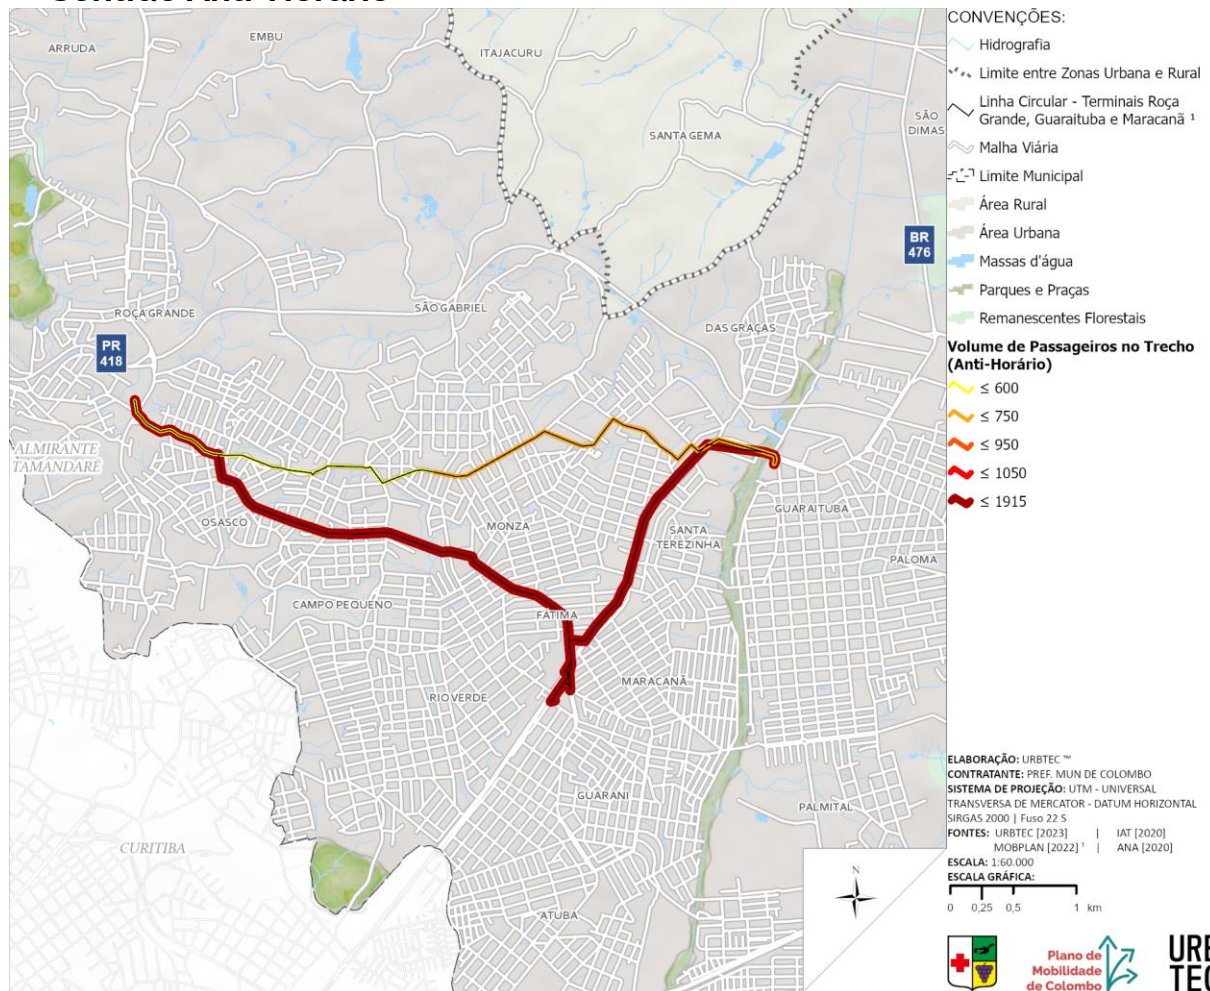 Sentido Anti-Horário
CONVENÇÕES:
Hidrografia
Limite entre Zonas Urbana e Rural
Linha Circular - Terminais Roça
Grande, Guaraituba e Maracanã ¹
Malha Viária
Limite Municipal
Área Rural
Área Urbana
Massas d'água
Parques e Praças
Remanescentes Florestais
Volume de Passageiros no Trecho
(Anti-Horário)
≤ 600
≤ 750
≤ 950
≤ 1050
≤ 1915
ARRUDA
EMBU
ITAJACURU
SANTA GEMA
SÃO
DIMAS
BR
476
ROÇA GRANDE
SÃO GABRIEL
DAS GRAÇAS
PR
418
ALMIRANTE
TAMANDARÉ
OSASCO
MONZA
SANTA
TEREZINHA
GUARAITUBA
PALOMA
CAMPO PEQUENO
FÁTIMA
RIO VERDE
MARACANÃ
GUARANI
PALMITAL
CURITIBA
ATUBA
N
ELABORAÇÃO: URBTEC ™
CONTRATANTE: PREF. MUN DE COLOMBO
SISTEMA DE PROJEÇÃO: UTM - UNIVERSAL
TRANSVERSA DE MERCATOR - DATUM HORIZONTAL
SIRGAS 2000 | Fuso 22 S
FONTES: URBTEC [2023] | IAT [2020]
MOBPLAN [2022] ¹ | ANA [2020]
ESCALA: 1:60.000
ESCALA GRÁFICA:
0 0,25 0,5 1 km
Plano de
Mobilidade
de Colombo